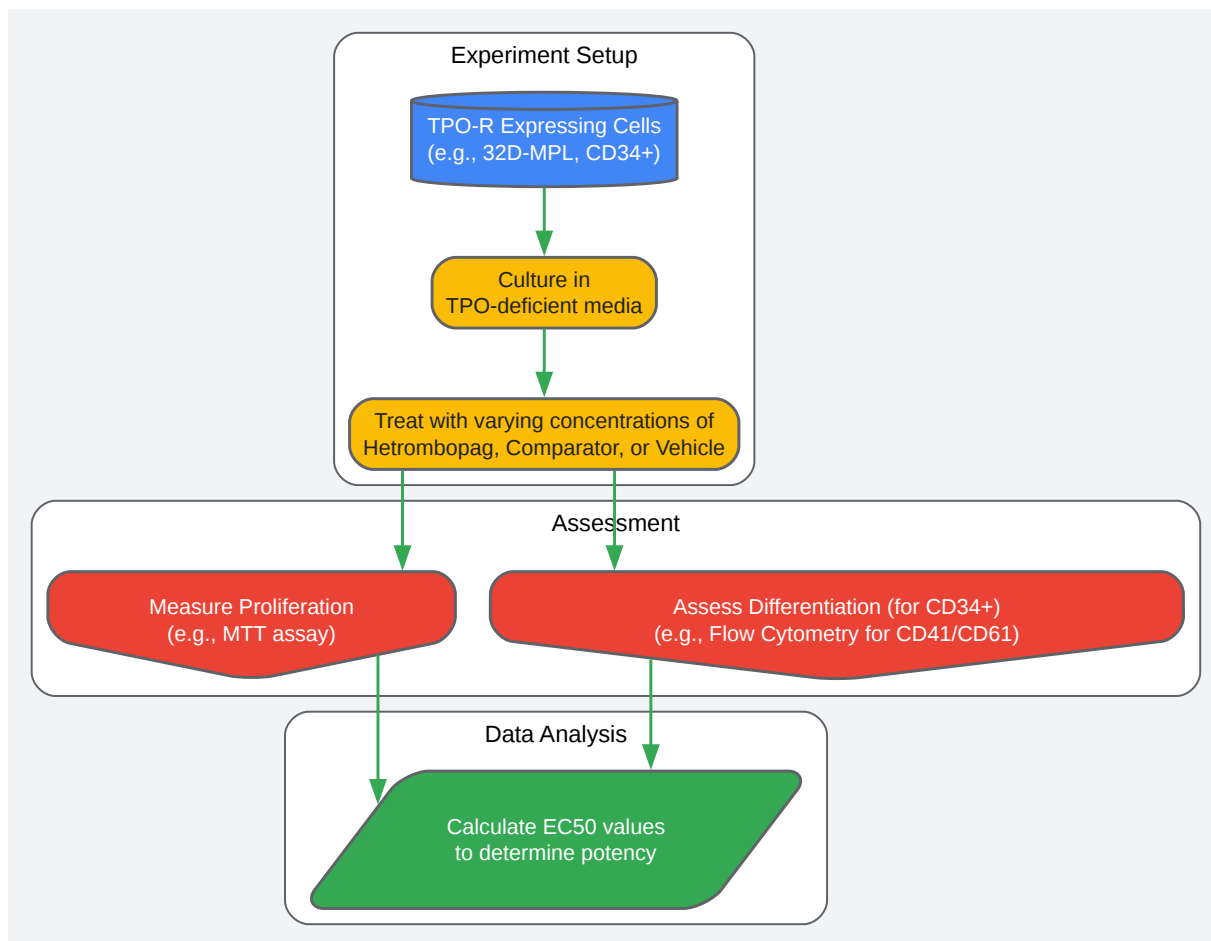 Experiment Setup
TPO-R Expressing Cells
(e.g., 32D-MPL, CD34+)
Culture in
TPO-deficient media
Treat with varying concentrations of
Hetrombopag, Comparator, or Vehicle
Assessment
Measure Proliferation
(e.g., MTT assay)
Assess Differentiation (for CD34+)
(e.g., Flow Cytometry for CD41/CD61)
Data Analysis
Calculate EC50 values
to determine potency